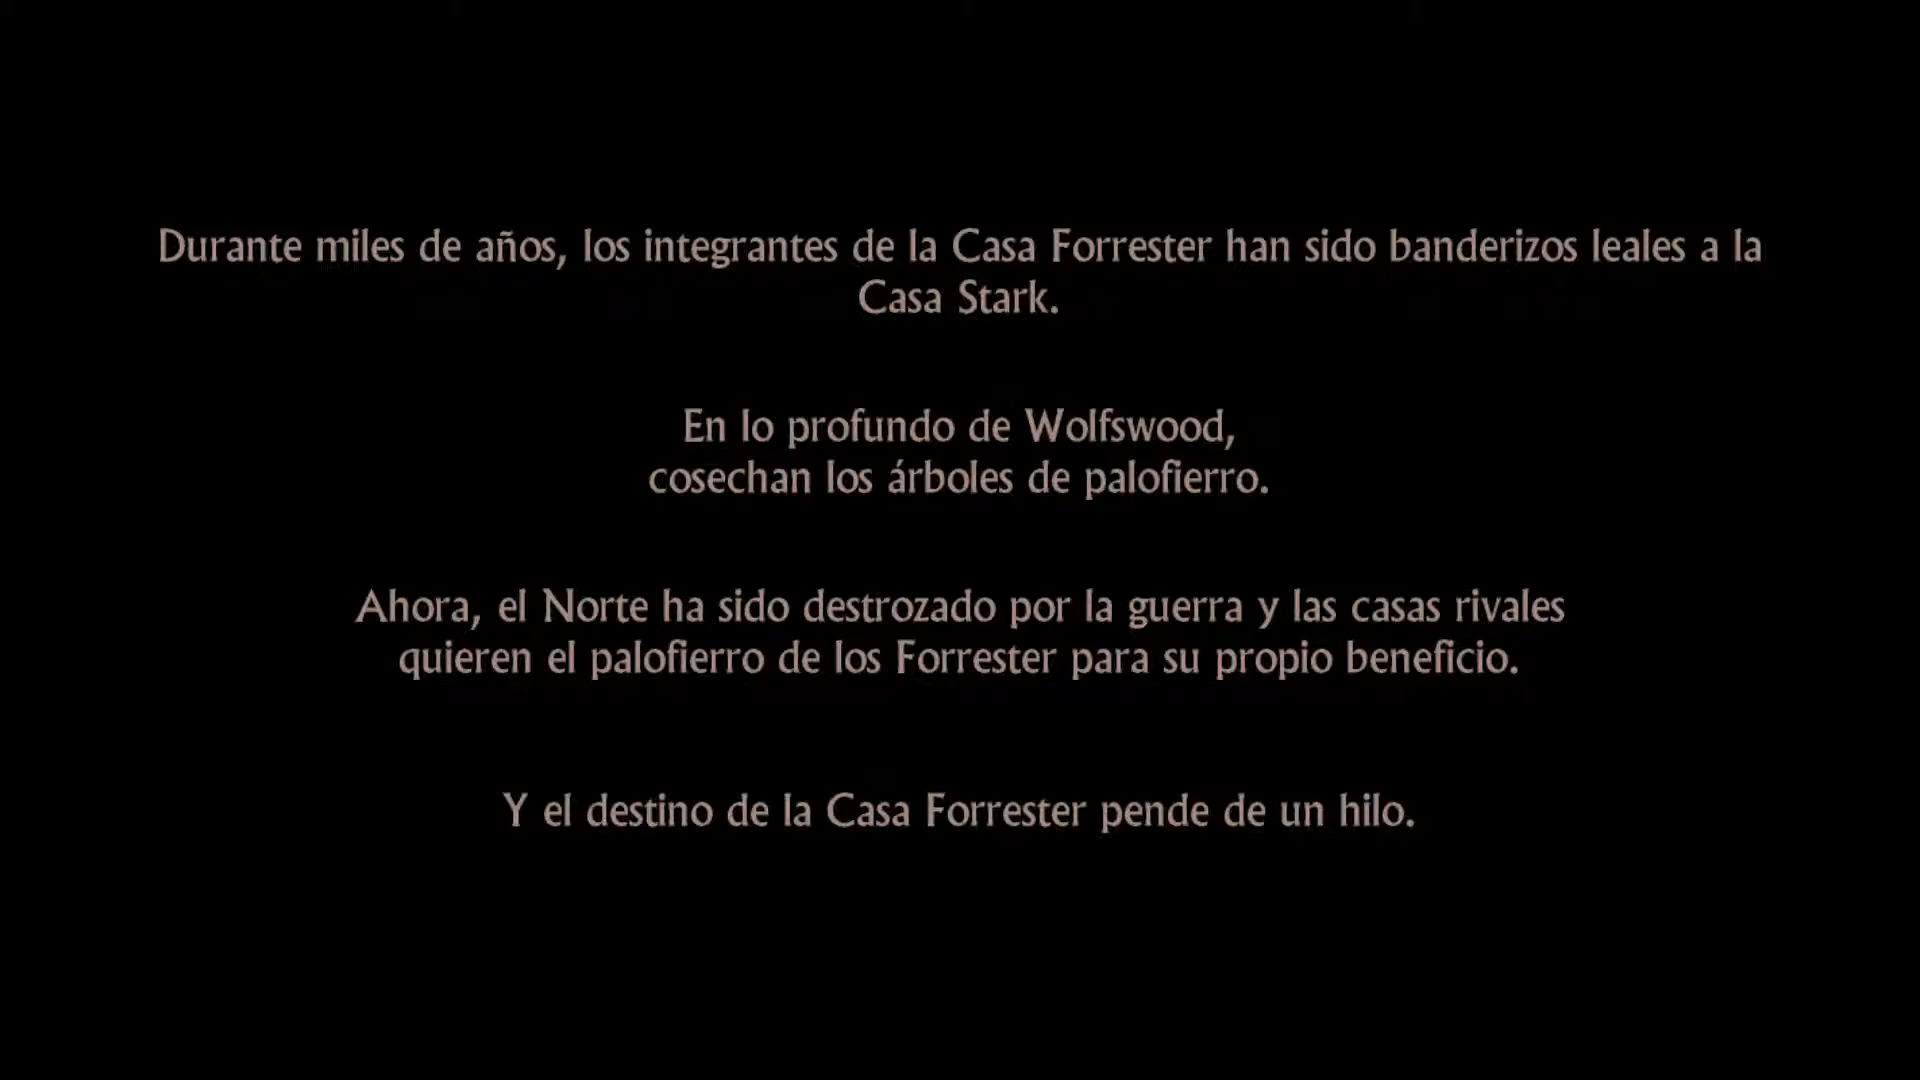 Durante miles de años, los integrantes de la Casa Forrester han sido banderizos leales a la
Casa Stark.
En lo profundo de Wolfswood,
cosechan los árboles de palofierro.
Ahora, el Norte ha sido destrozado por la guerra y las casas rivales
quieren el palofierro de los Forrester para su propio beneficio.
Y el destino de la Casa Forrester pende de un hilo.